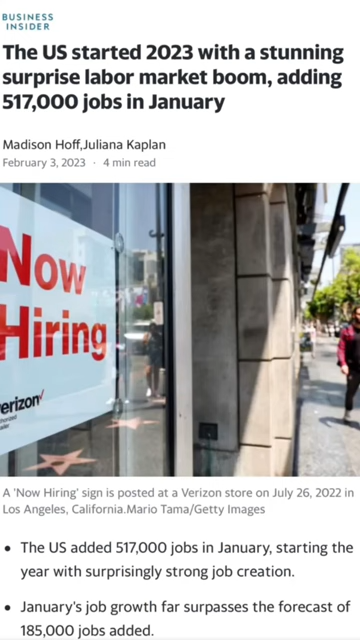 BUSINESS
INSIDER
The US started 2023 with a stunning
surprise labor market boom, adding
517,000 jobs in January
Madison Hoff,Juliana Kaplan
February 3, 2023 · 4 min read
Now
Hiring
verizon✓
A 'Now Hiring' sign is posted at a Verizon store on July 26, 2022 in
Los Angeles, California.Mario Tama/Getty Images
• The US added 517,000 jobs in January, starting the
year with surprisingly strong job creation.
• January's job growth far surpasses the forecast of
185,000 jobs added.